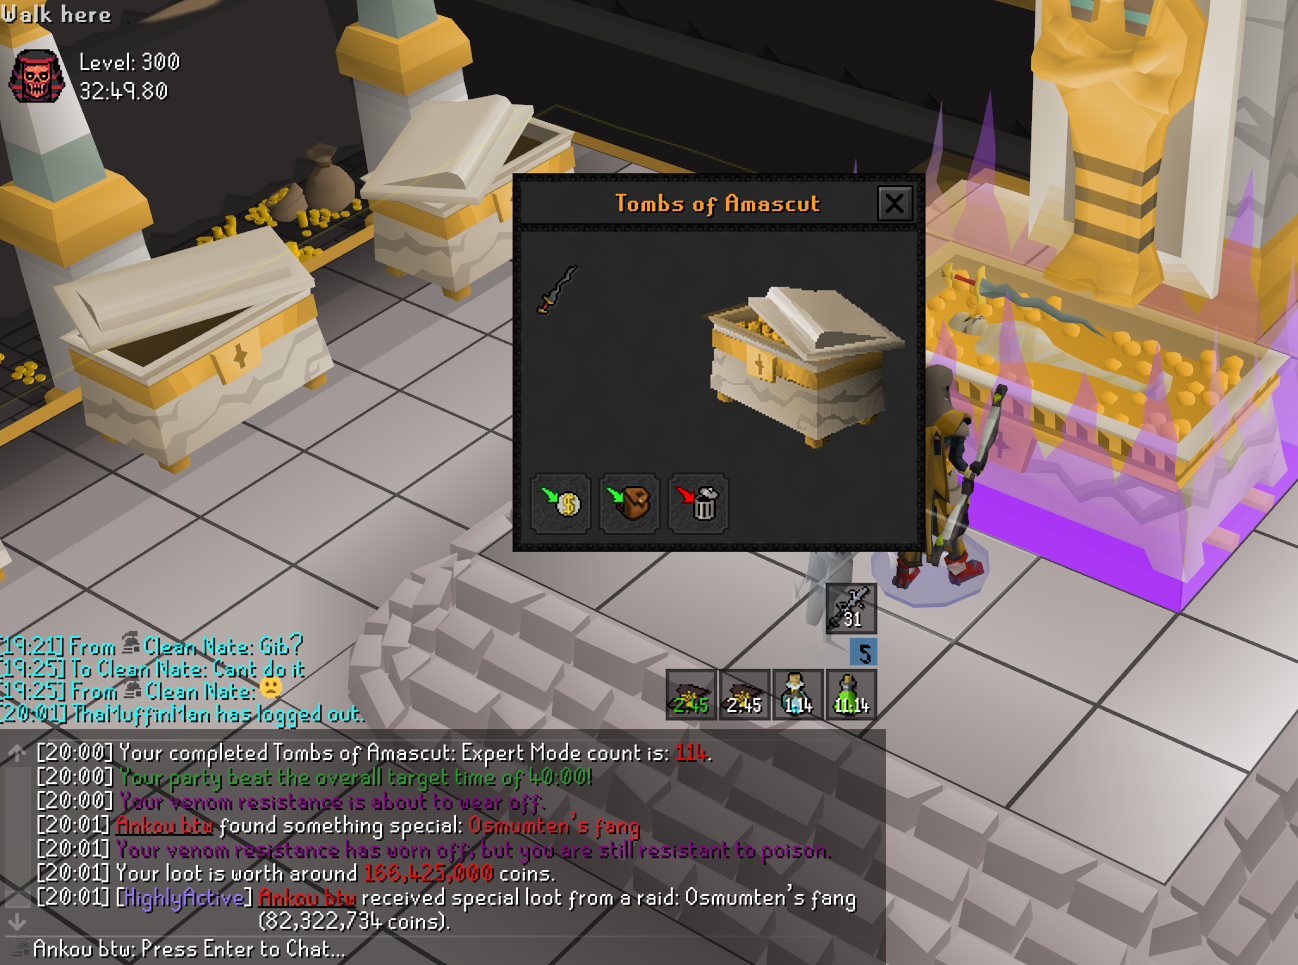 Walk here
Level: 300
32:49.80
Tombs of Amascut
31
5
2:45
2:45
1:14
11:14
[19:21] From Clean Nate: Gib?
[19:25] To Clean Nate: Cant do it
[19:25] From Clean Nate:
[20:01] ThaMuffinMan has logged out.
[20:00] Your completed Tombs of Amascut: Expert Mode count is: 114.
[20:00] Your party beat the overall target time of 40:00!
[20:00] Your venom resistance is about to wear off.
[20:01] Ankou btw found something special: Osmumten's fang
[20:01] Your venom resistance has worn off, but you are still resistant to poison.
[20:01] Your loot is worth around 166,425,000 coins.
[20:01] [HighlyActive] Ankou btw received special loot from a raid: Osmumten's fang
(82,322,734 coins).
Ankou btw: Press Enter to Chat...